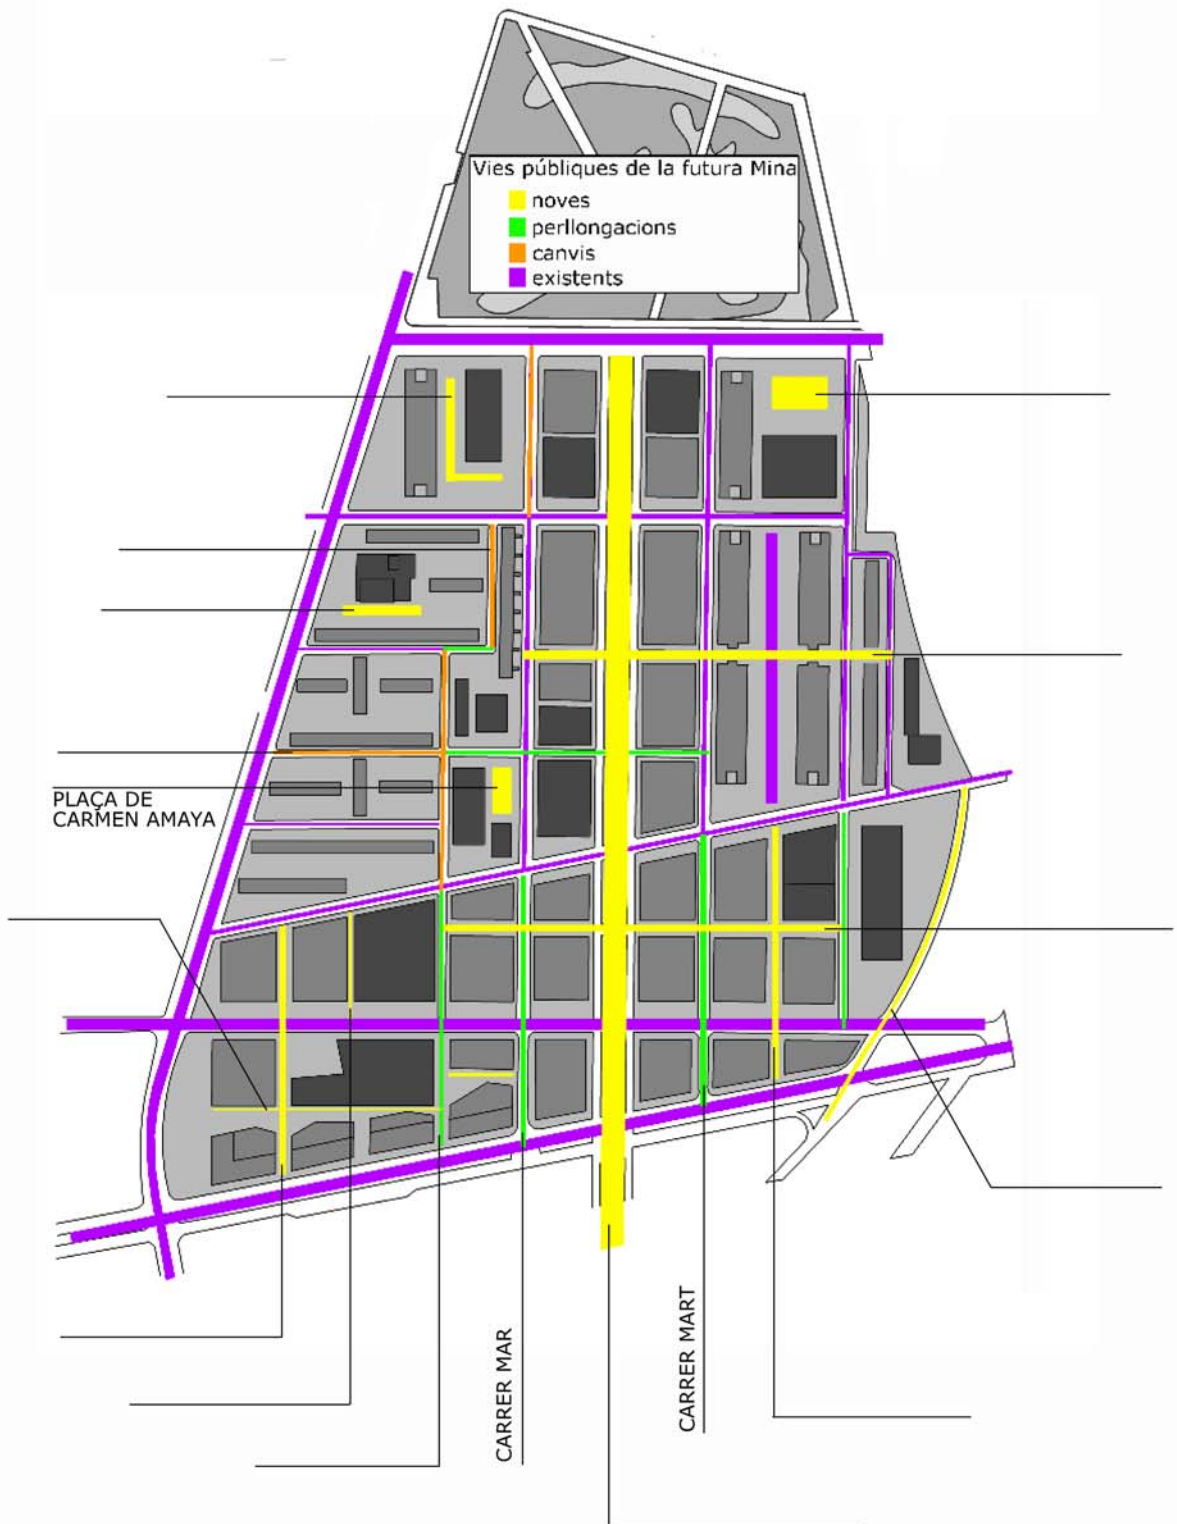 Vies públiques de la futura Mina
noves
perllongacions
canvis
existents
PLAÇA DE
CARMEN AMAYA
CARRER MAR
CARRER MART